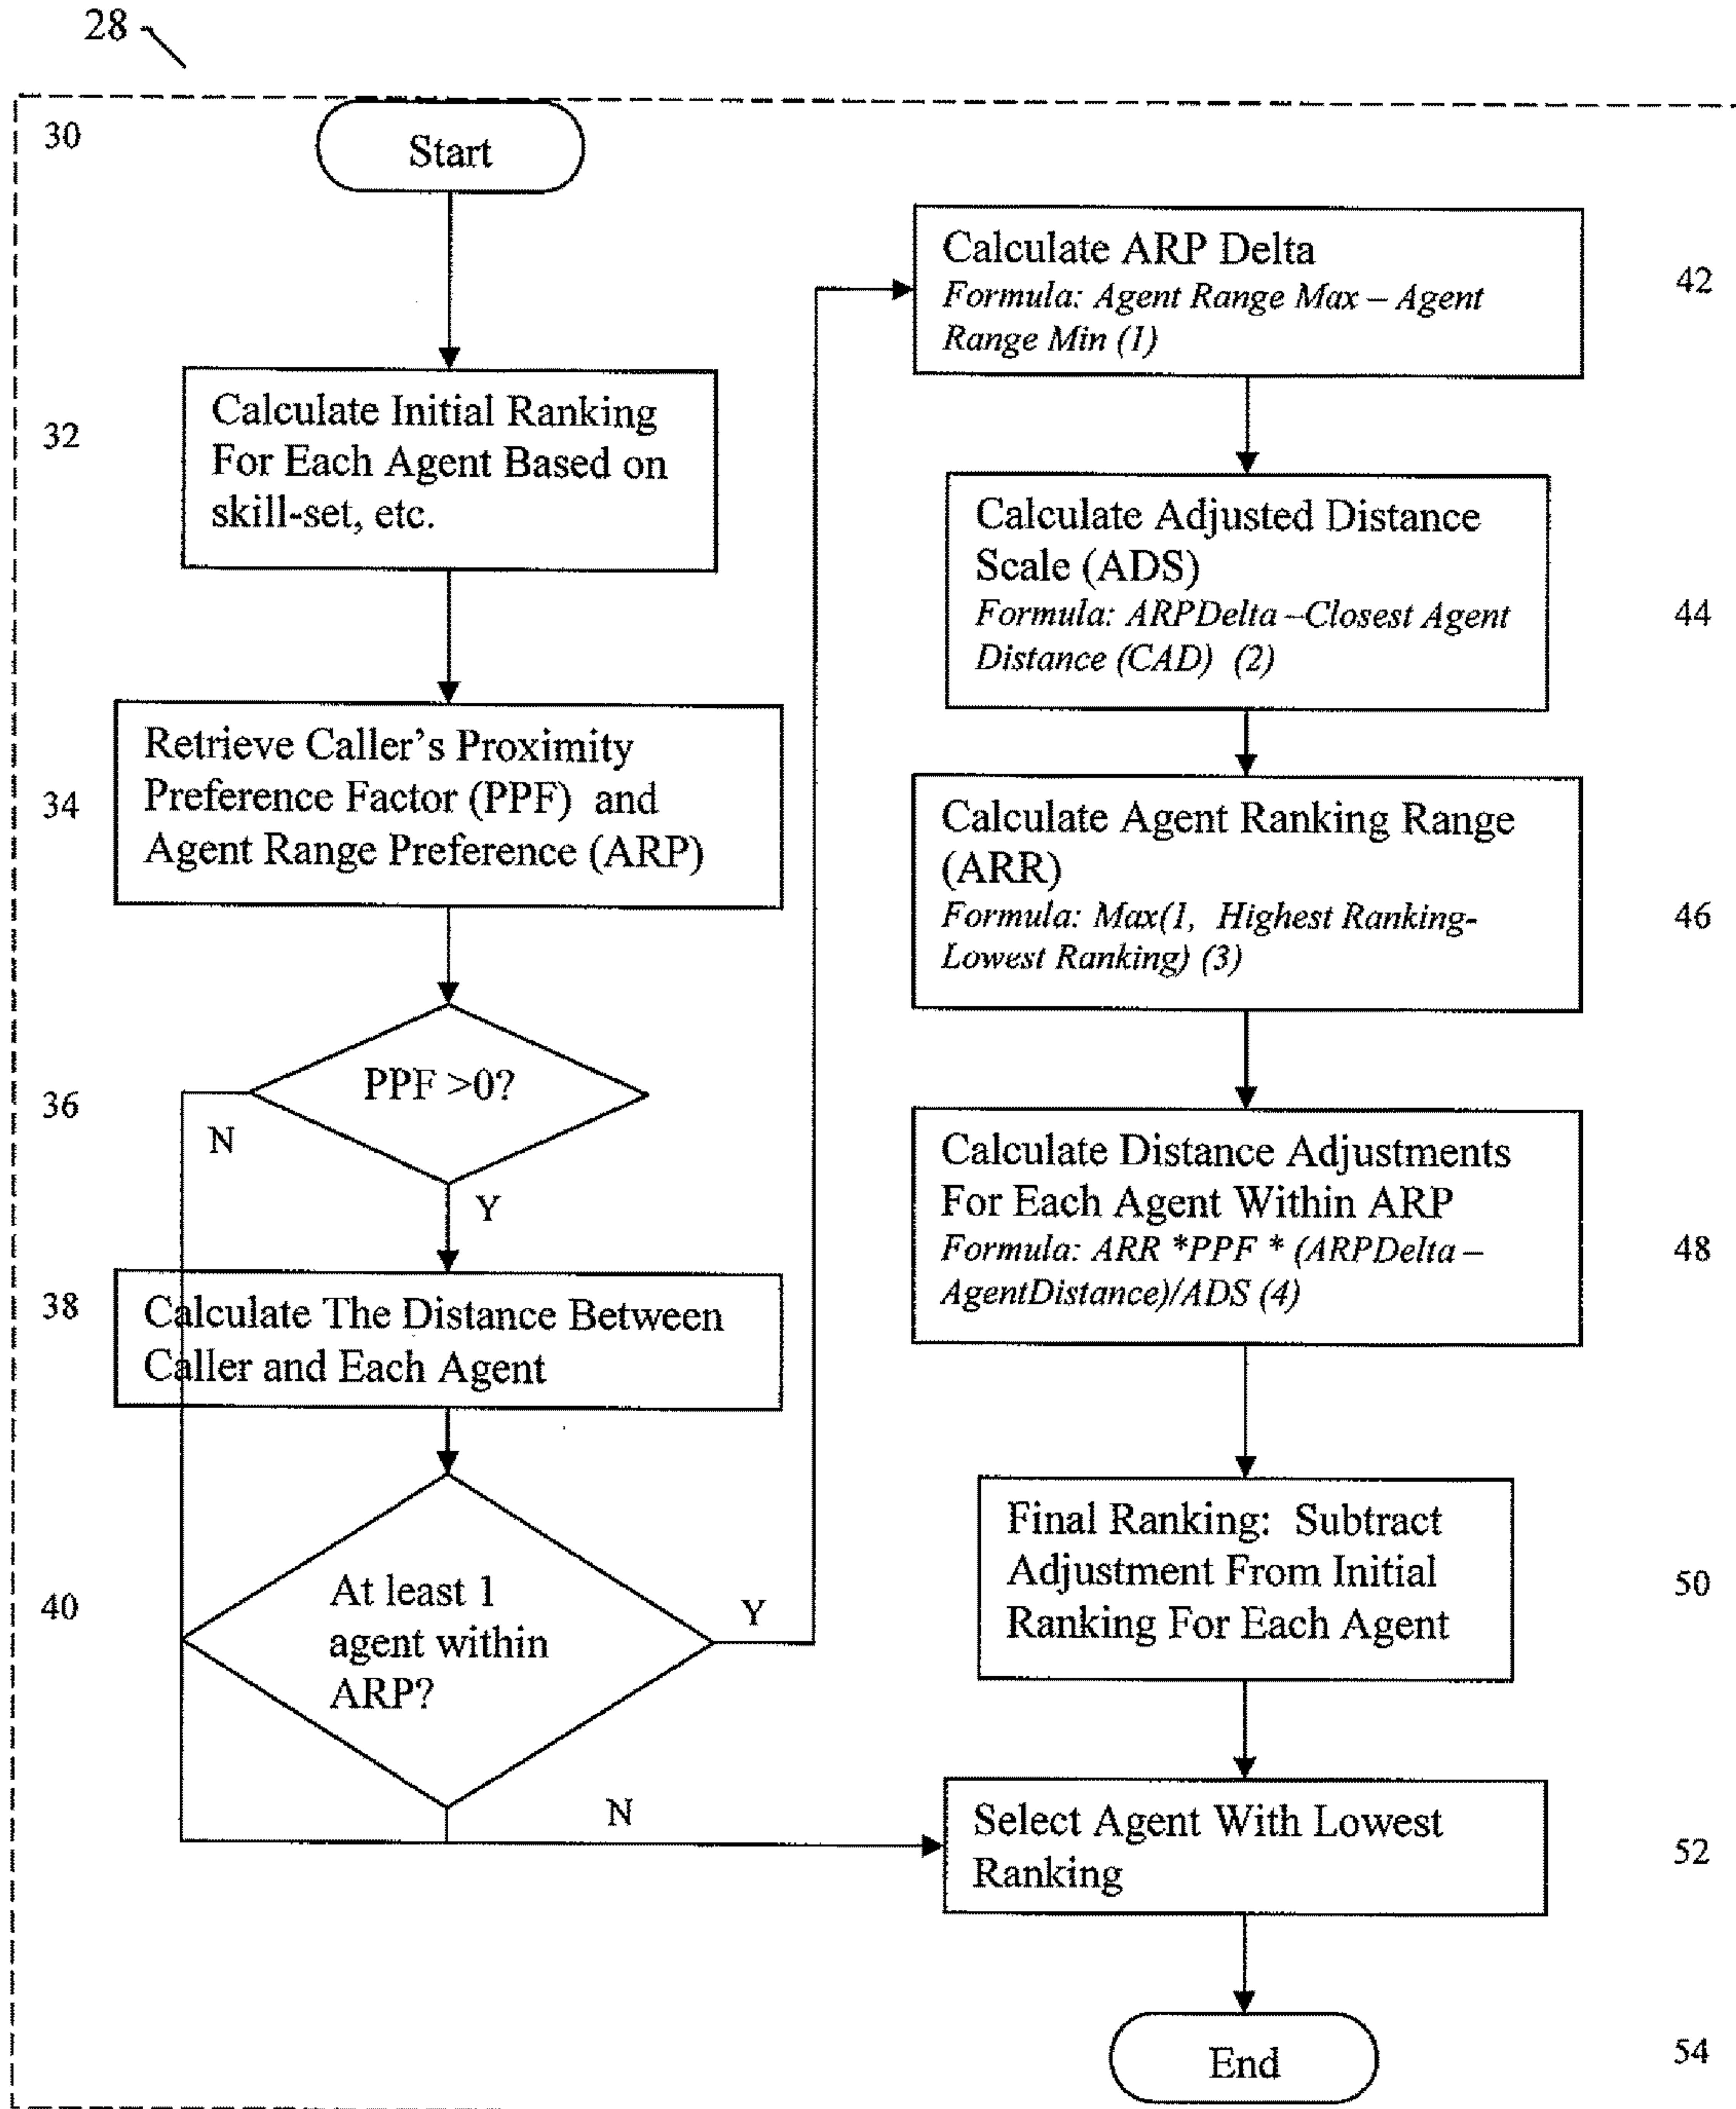 28
30
Start
32
Calculate Initial Ranking
For Each Agent Based on
skill-set, etc.
34
Retrieve Caller's Proximity
Preference Factor (PPF) and
Agent Range Preference (ARP)
36
PPF >0?
N
Y
38
Calculate The Distance Between
Caller and Each Agent
40
At least 1
agent within
ARP?
Y
N
Calculate ARP Delta
Formula: Agent Range Max – Agent
Range Min (1)
42
Calculate Adjusted Distance
Scale (ADS)
Formula: ARPDelta –Closest Agent
Distance (CAD) (2)
44
Calculate Agent Ranking Range
(ARR)
Formula: Max(1, Highest Ranking-
Lowest Ranking) (3)
46
Calculate Distance Adjustments
For Each Agent Within ARP
Formula: ARR *PPF * (ARPDelta –
AgentDistance)/ADS (4)
48
Final Ranking: Subtract
Adjustment From Initial
Ranking For Each Agent
50
Select Agent With Lowest
Ranking
52
End
54